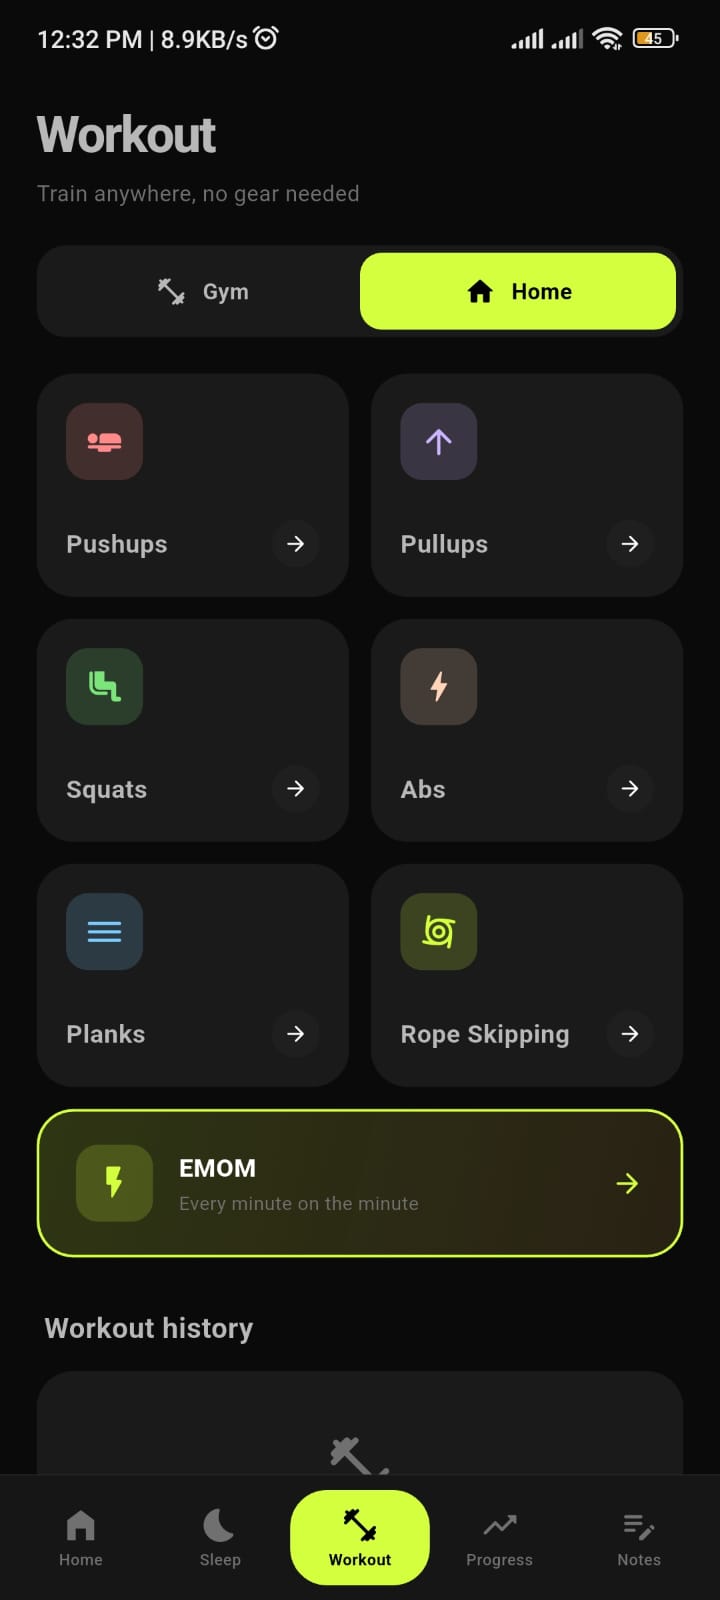 12:32 PM | 8.9KB/s 45
Workout
Train anywhere, no gear needed
Gym Home
Pushups Pullups
Squats Abs
Planks Rope Skipping
EMOM
Every minute on the minute
Workout history
Home Sleep Workout Progress Notes